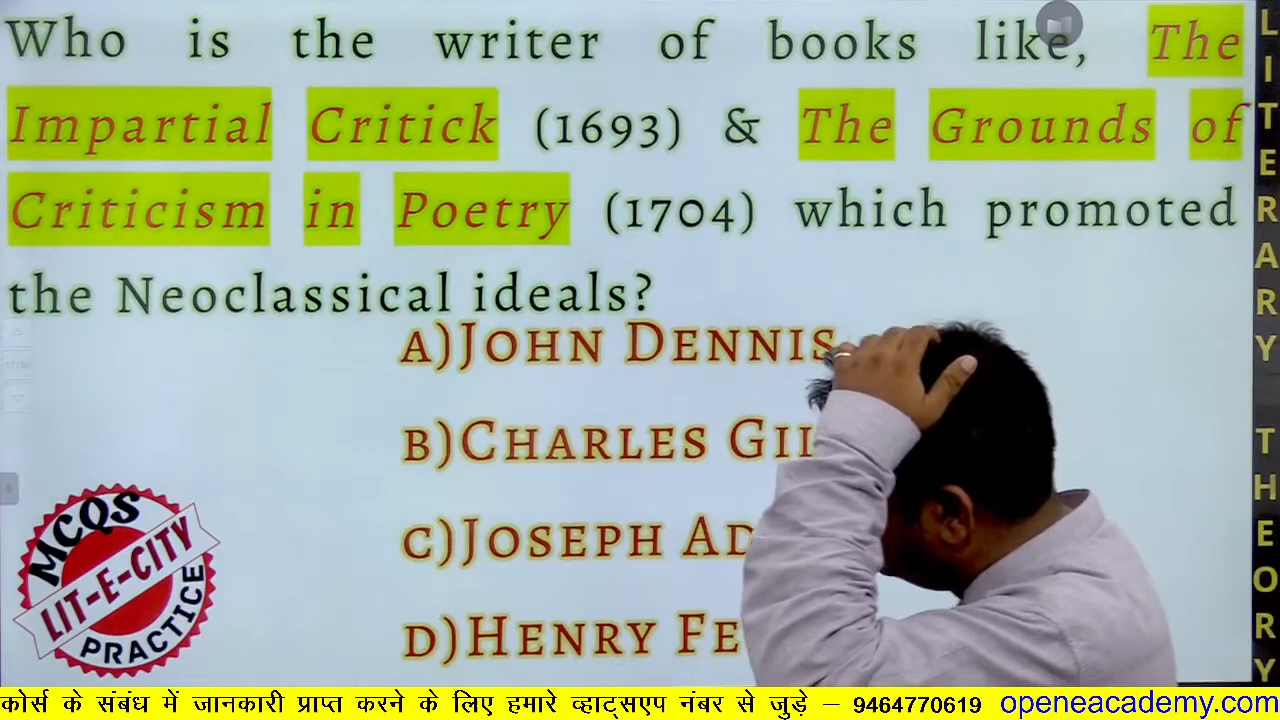 Who is the writer of books like, The
Impartial Critick (1693) & The Grounds of
Criticism in Poetry (1704) which promoted
the Neoclassical ideals?
A)John Dennis
B)Charles
C)Joseph
D)Henry
MCQS
LIT-E-CITY
PRACTICE
LITERARY THEORY
कोर्स के संबंध में जानकारी प्राप्त करने के लिए हमारे व्हाट्सएप नंबर से जुड़े – 9464770619 openeacademy.com